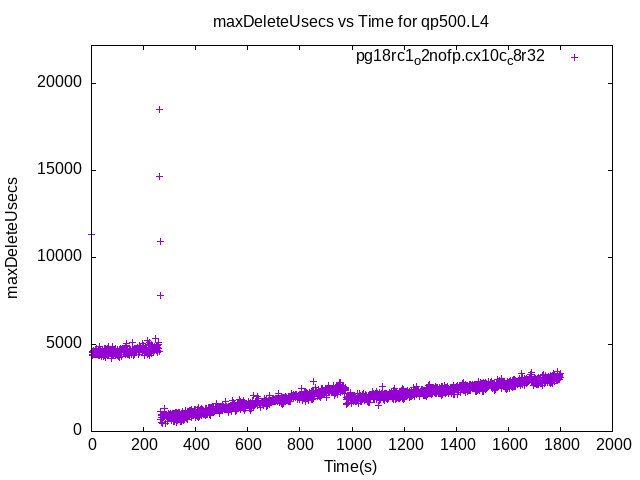 maxDeleteUsecs vs Time for qp500.L4
pg18rc1o2nofp.cx10cc8r32
20000
15000
10000
5000
0
maxDeleteUsecs
0 200 400 600 800 1000 1200 1400 1600 1800 2000
Time(s)